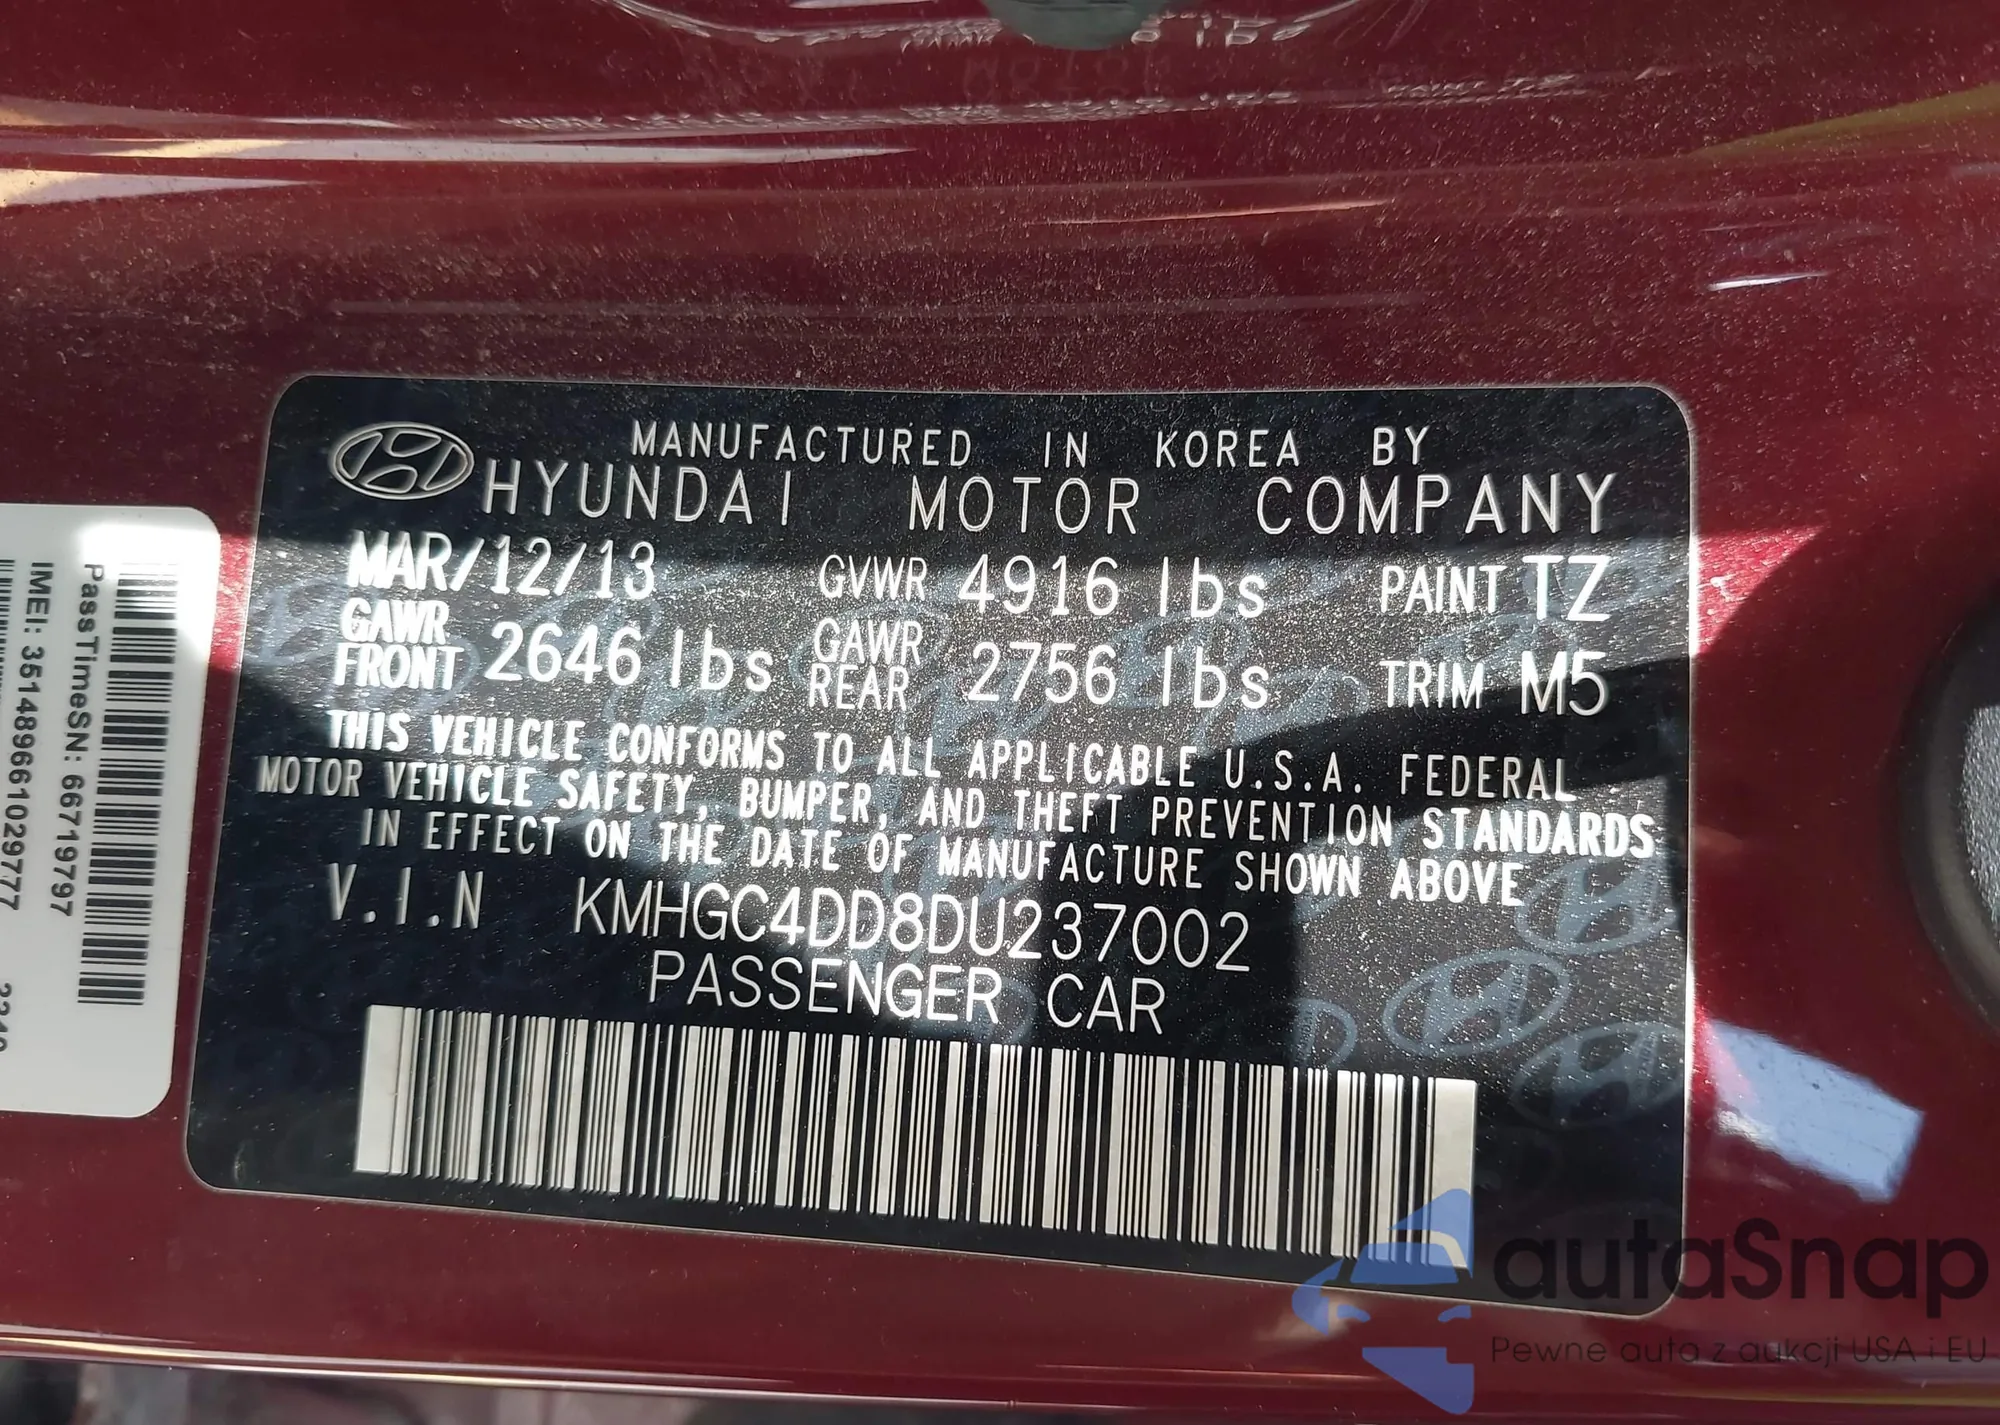 MANUFACTURED IN KOREA BY
HYUNDAI MOTOR COMPANY
MAR/12/13 GVWR 4916 lbs PAINT TZ
GAWR FRONT 2646 lbs GAWR REAR 2756 lbs TRIM M5
THIS VEHICLE CONFORMS TO ALL APPLICABLE U.S.A. FEDERAL
MOTOR VEHICLE SAFETY, BUMPER, AND THEFT PREVENTION STANDARDS
IN EFFECT ON THE DATE OF MANUFACTURE SHOWN ABOVE
V.I.N KMHGC4DD8DU237002
PASSENGER CAR
PassTimeSN: 66719797
IMEI: 351489661029777
autaSnap
Pewne auta z aukcji USA i EU